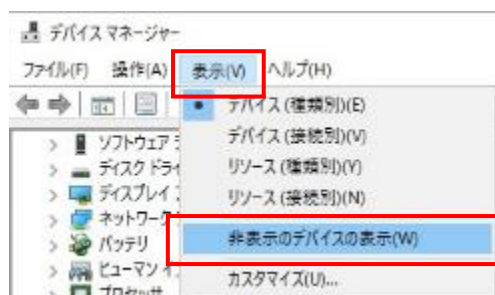 デバイス マネージャー
ファイル(F) 操作(A) 表示(V) ヘルプ(H)
デバイス (種類別)(E)
デバイス (接続別)(V)
リソース (種類別)(Y)
リソース (接続別)(N)
非表示のデバイスの表示(W)
カスタマイズ(U)...
ソフトウェア
ディスク ドライ
ディスプレイ
ネットワーク
バッテリ
ヒューマン
プロセッサ